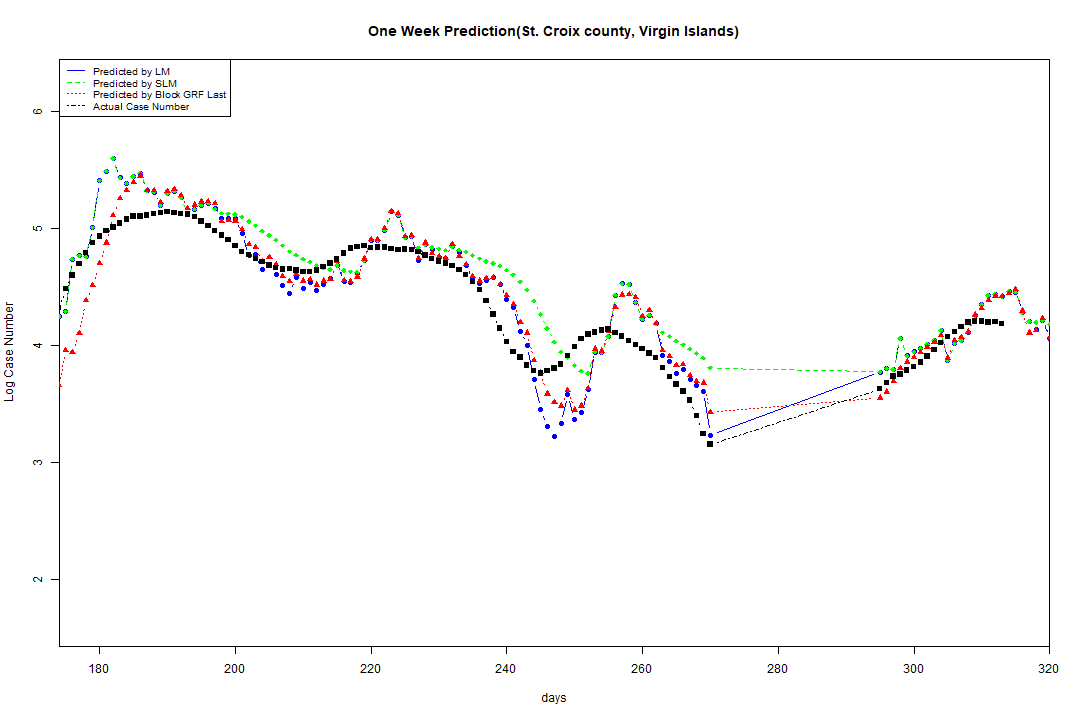 One Week Prediction(St. Croix county, Virgin Islands)
Predicted by LM
Predicted by SLM
Predicted by Block GRF Last
Actual Case Number
6
5
4
3
2
Log Case Number
180 200 220 240 260 280 300 320
days